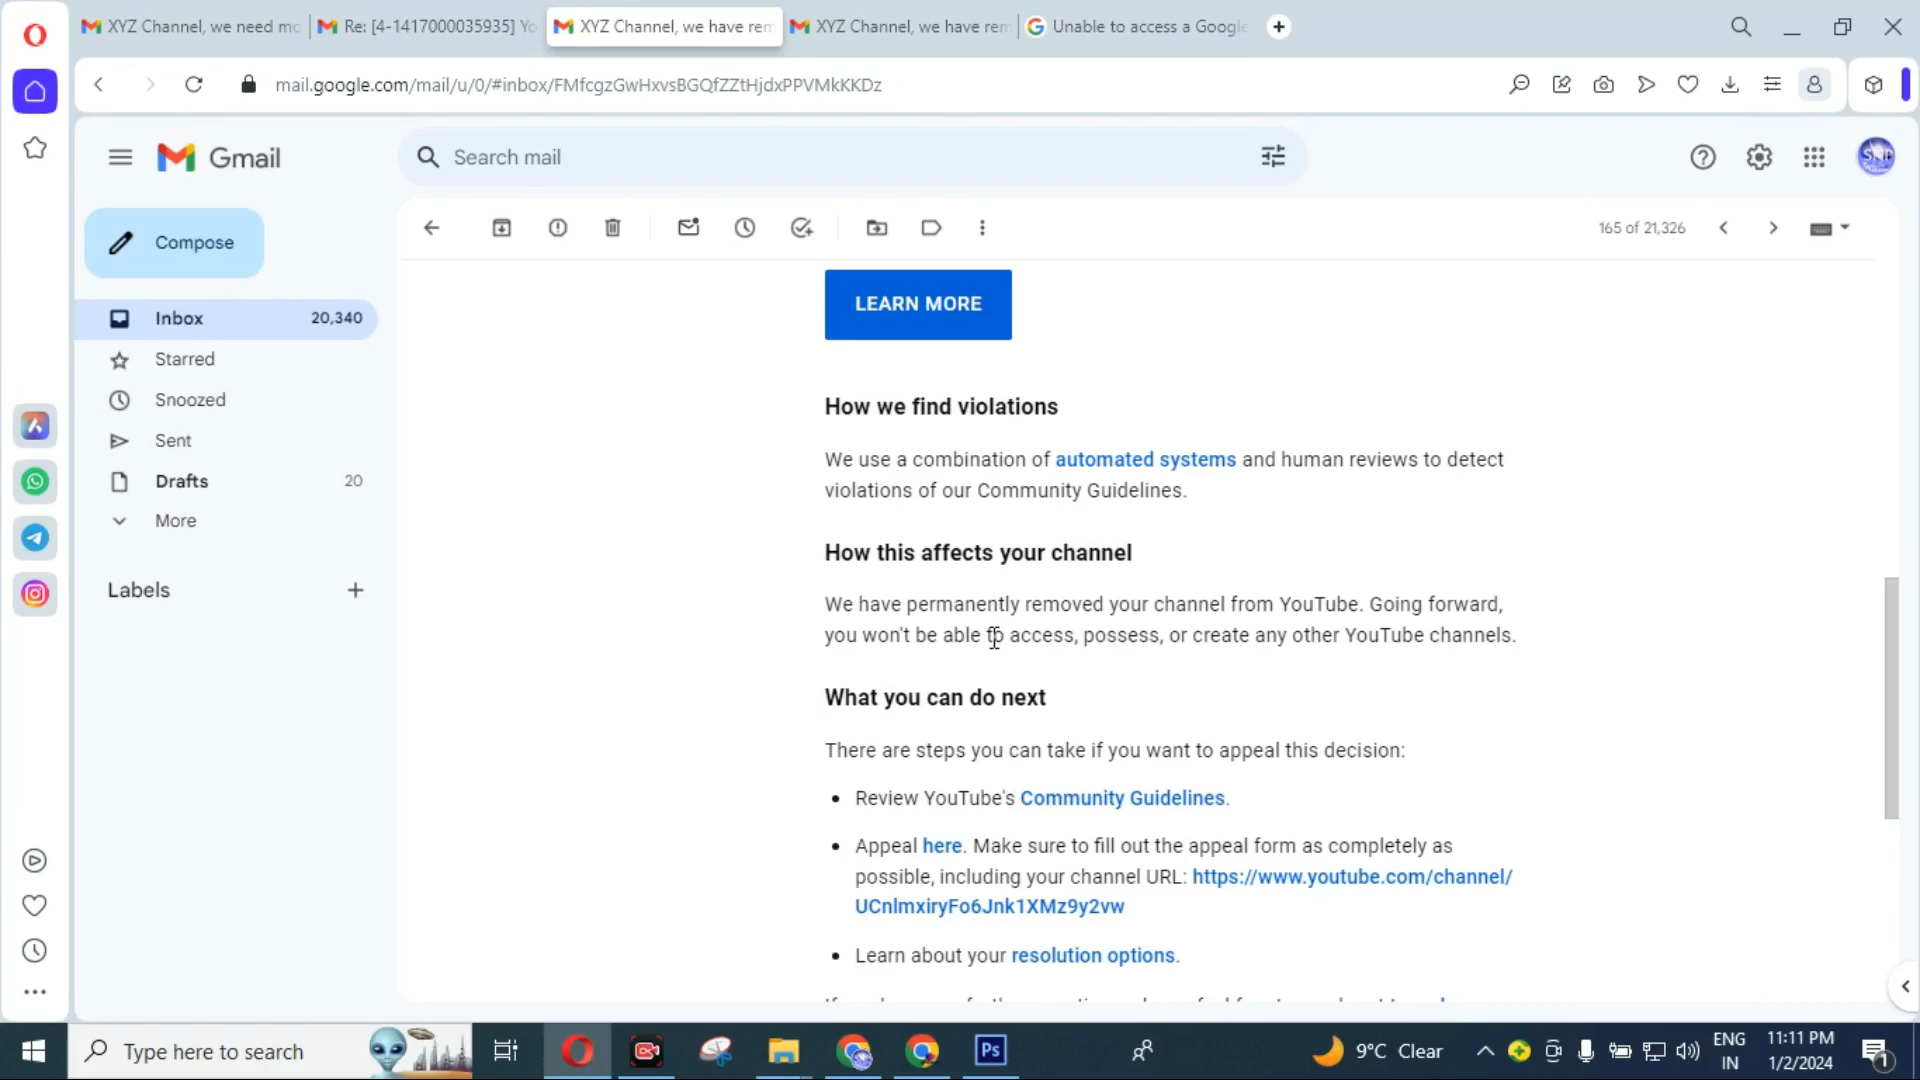 XYZ Channel, we need mo
Re: [4-1417000035935] Yo
XYZ Channel, we have rem
XYZ Channel, we have rem
Unable to access a Google
mail.google.com/mail/u/0/#inbox/FMfcgzGwHxvsBGQfZZtHjdxPPVMkKKDz
Gmail
Search mail
SKIP
Compose
165 of 21,326
Inbox 20,340
Starred
Snoozed
Sent
Drafts 20
More
Labels
LEARN MORE
How we find violations
We use a combination of automated systems and human reviews to detect
violations of our Community Guidelines.
How this affects your channel
We have permanently removed your channel from YouTube. Going forward,
you won't be able to access, possess, or create any other YouTube channels.
What you can do next
There are steps you can take if you want to appeal this decision:
• Review YouTube's Community Guidelines.
• Appeal here. Make sure to fill out the appeal form as completely as
possible, including your channel URL: https://www.youtube.com/channel/
UCnlmxiryFo6Jnk1XMz9y2vw
• Learn about your resolution options.
Type here to search
Ps
9°C Clear
ENG
IN
11:11 PM
1/2/2024
1